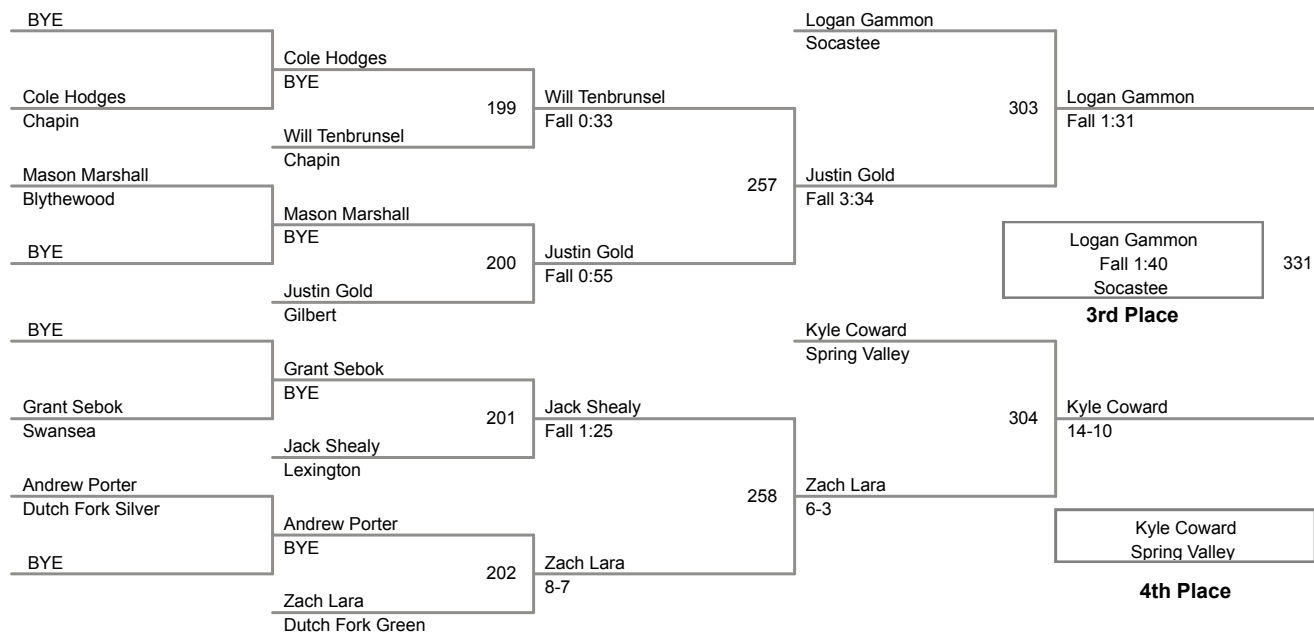 BYE
Cole Hodges
Chapin
Mason Marshall
Blythewood
BYE
BYE
Grant Sebok
Swansea
Andrew Porter
Dutch Fork Silver
BYE
Cole Hodges
BYE
199
Will Tenbrunsel
Chapin
Mason Marshall
BYE
200
Justin Gold
Gilbert
Grant Sebok
BYE
201
Jack Shealy
Lexington
Andrew Porter
BYE
202
Zach Lara
Dutch Fork Green
Will Tenbrunsel
Fall 0:33
257
Justin Gold
Fall 0:55
Jack Shealy
Fall 1:25
258
Zach Lara
8-7
Logan Gammon
Socastee
303
Justin Gold
Fall 3:34
Kyle Coward
Spring Valley
304
Zach Lara
6-3
Logan Gammon
Fall 1:31
Logan Gammon
Fall 1:40
Socastee
331
3rd Place
Kyle Coward
14-10
Kyle Coward
Spring Valley
4th Place